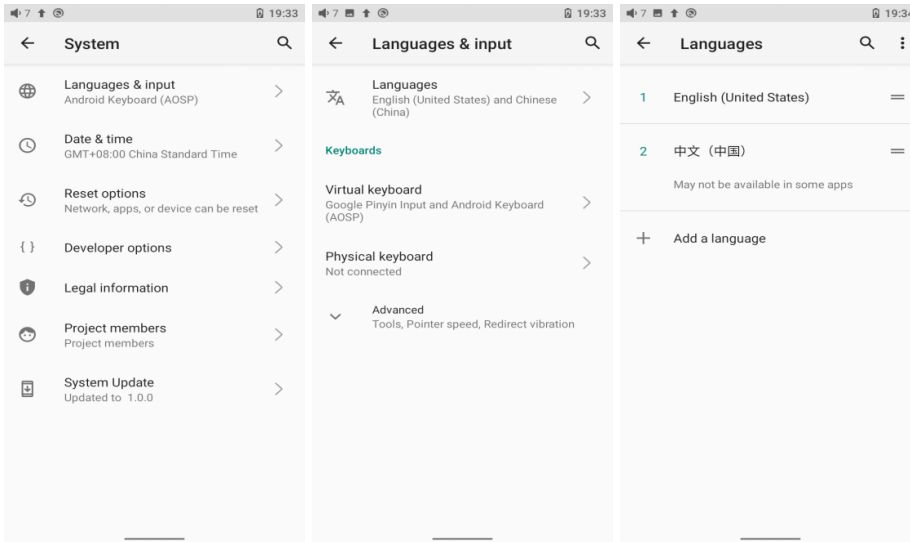 7 19:33
System
Languages & input
Android Keyboard (AOSP)
Date & time
GMT+08:00 China Standard Time
Reset options
Network, apps, or device can be reset
{ } Developer options
Legal information
Project members
Project members
System Update
Updated to 1.0.0
7 19:33
Languages & input
Languages
English (United States) and Chinese
(China)
Keyboards
Virtual keyboard
Google Pinyin Input and Android Keyboard
(AOSP)
Physical keyboard
Not connected
Advanced
Tools, Pointer speed, Redirect vibration
7 19:34
Languages
1 English (United States)
2 中文（中国）
May not be available in some apps
Add a language